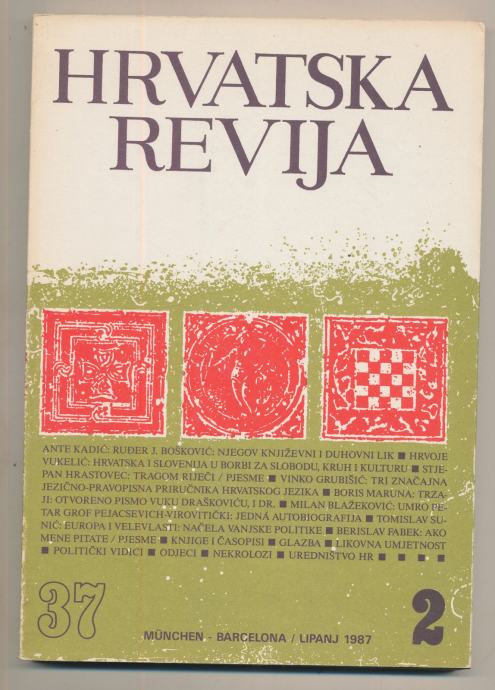 HRVATSKA
REVIJA
ANTE KADIĆ: RUĐER J. BOŠKOVIĆ: NJEGOV KNJIŽEVNI I DUHOVNI LIK ■ HRVOJE
VUKELIĆ: HRVATSKA I SLOVENIJA U BORBI ZA SLOBODU, KRUH I KULTURU ■ STJE-
PAN HRASTOVEC: TRAGOM RIJEČI / PJESME ■ VINKO GRUBIŠIĆ: TRI ZNAČAJNA
JEZIČNO-PRAVOPISNA PRIRUČNIKA HRVATSKOG JEZIKA ■ BORIS MARUNA: TRZA-
JI: OTVORENO PISMO VUKU DRAŠKOVIĆU, I DR. ■ MILAN BLAŽEKOVIĆ: UMRO PE-
TAR GROF PEJACSEVICH-VIROVITIČKI: JEDNA AUTOBIOGRAFIJA ■ TOMISLAV SU-
NIĆ: EUROPA I VELEVLASTI: NAČELA VANJSKE POLITIKE ■ BERISLAV FABEK: AKO
MENE PITATE / PJESME ■ KNJIGE I ČASOPISI ■ GLAZBA ■ LIKOVNA UMJETNOST
■ POLITIČKI VIDICI ■ ODJECI ■ NEKROLOZI ■ UREDNIŠTVO HR ■ ■ ■ ■
37
MÜNCHEN - BARCELONA / LIPANJ 1987
2